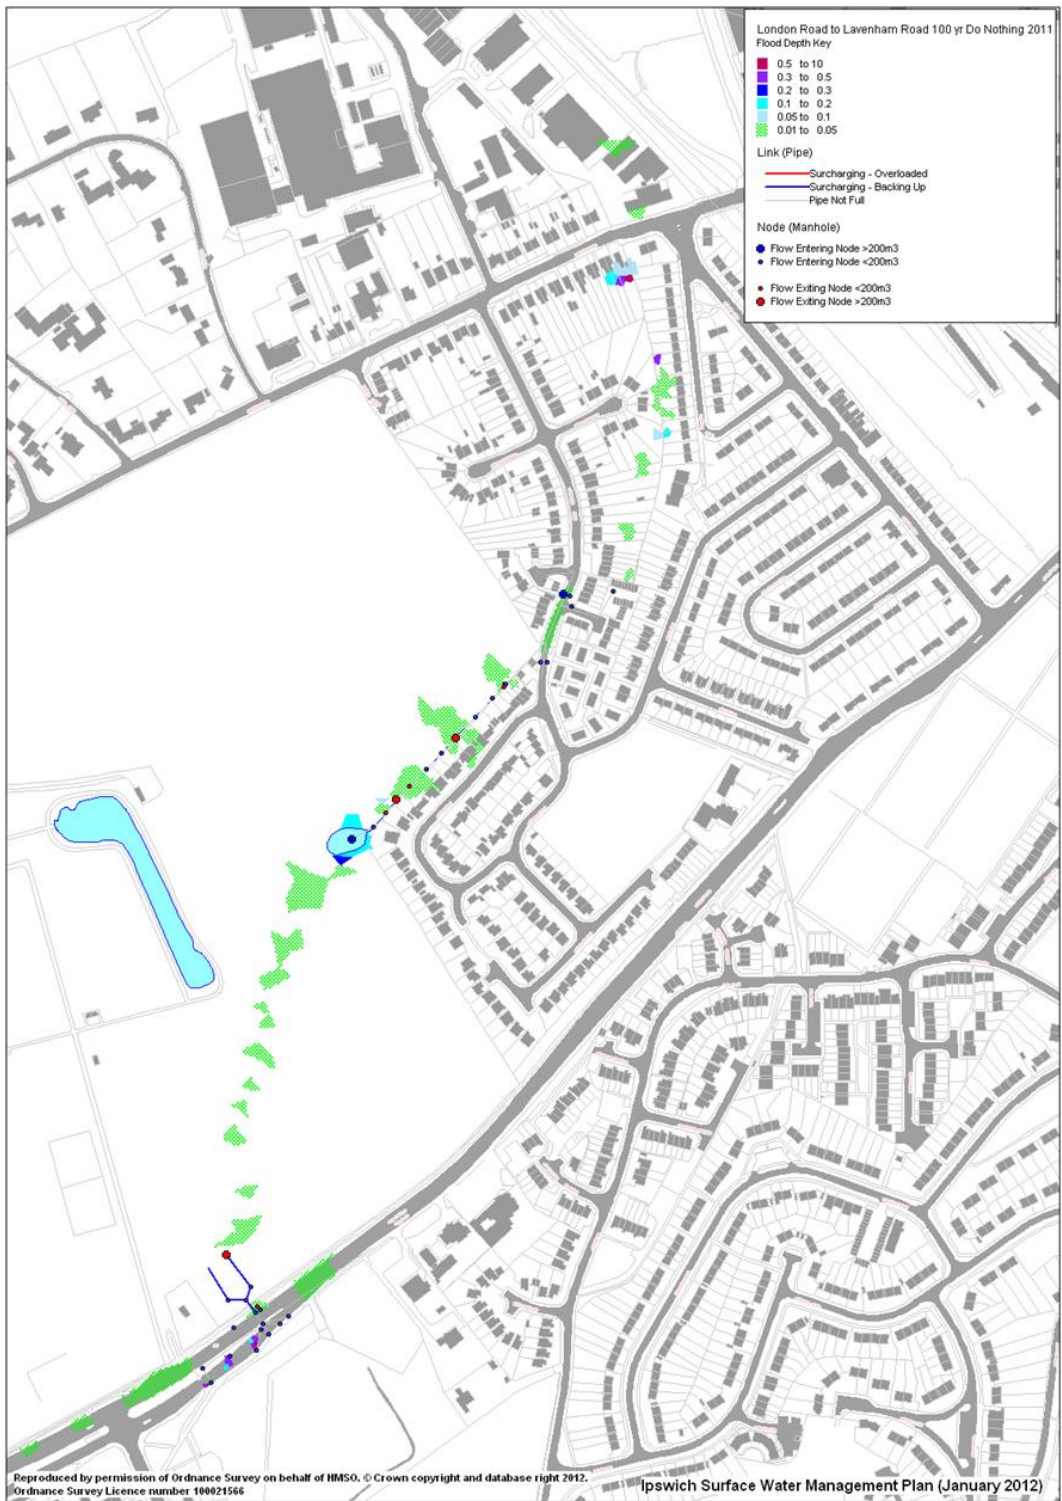 London Road to Lavenham Road 100 yr Do Nothing 2011
Flood Depth Key
0.5 to 10
0.3 to 0.5
0.2 to 0.3
0.1 to 0.2
0.05 to 0.1
0.01 to 0.05
Link (Pipe)
Surcharging - Overloaded
Surcharging - Backing Up
Pipe Not Full
Node (Manhole)
Flow Entering Node >200m3
Flow Entering Node <200m3
Flow Exiting Node <200m3
Flow Exiting Node >200m3
Reproduced by permission of Ordnance Survey on behalf of HMSO. © Crown copyright and database right 2012.
Ordnance Survey Licence number 100021566
Ipswich Surface Water Management Plan (January 2012)